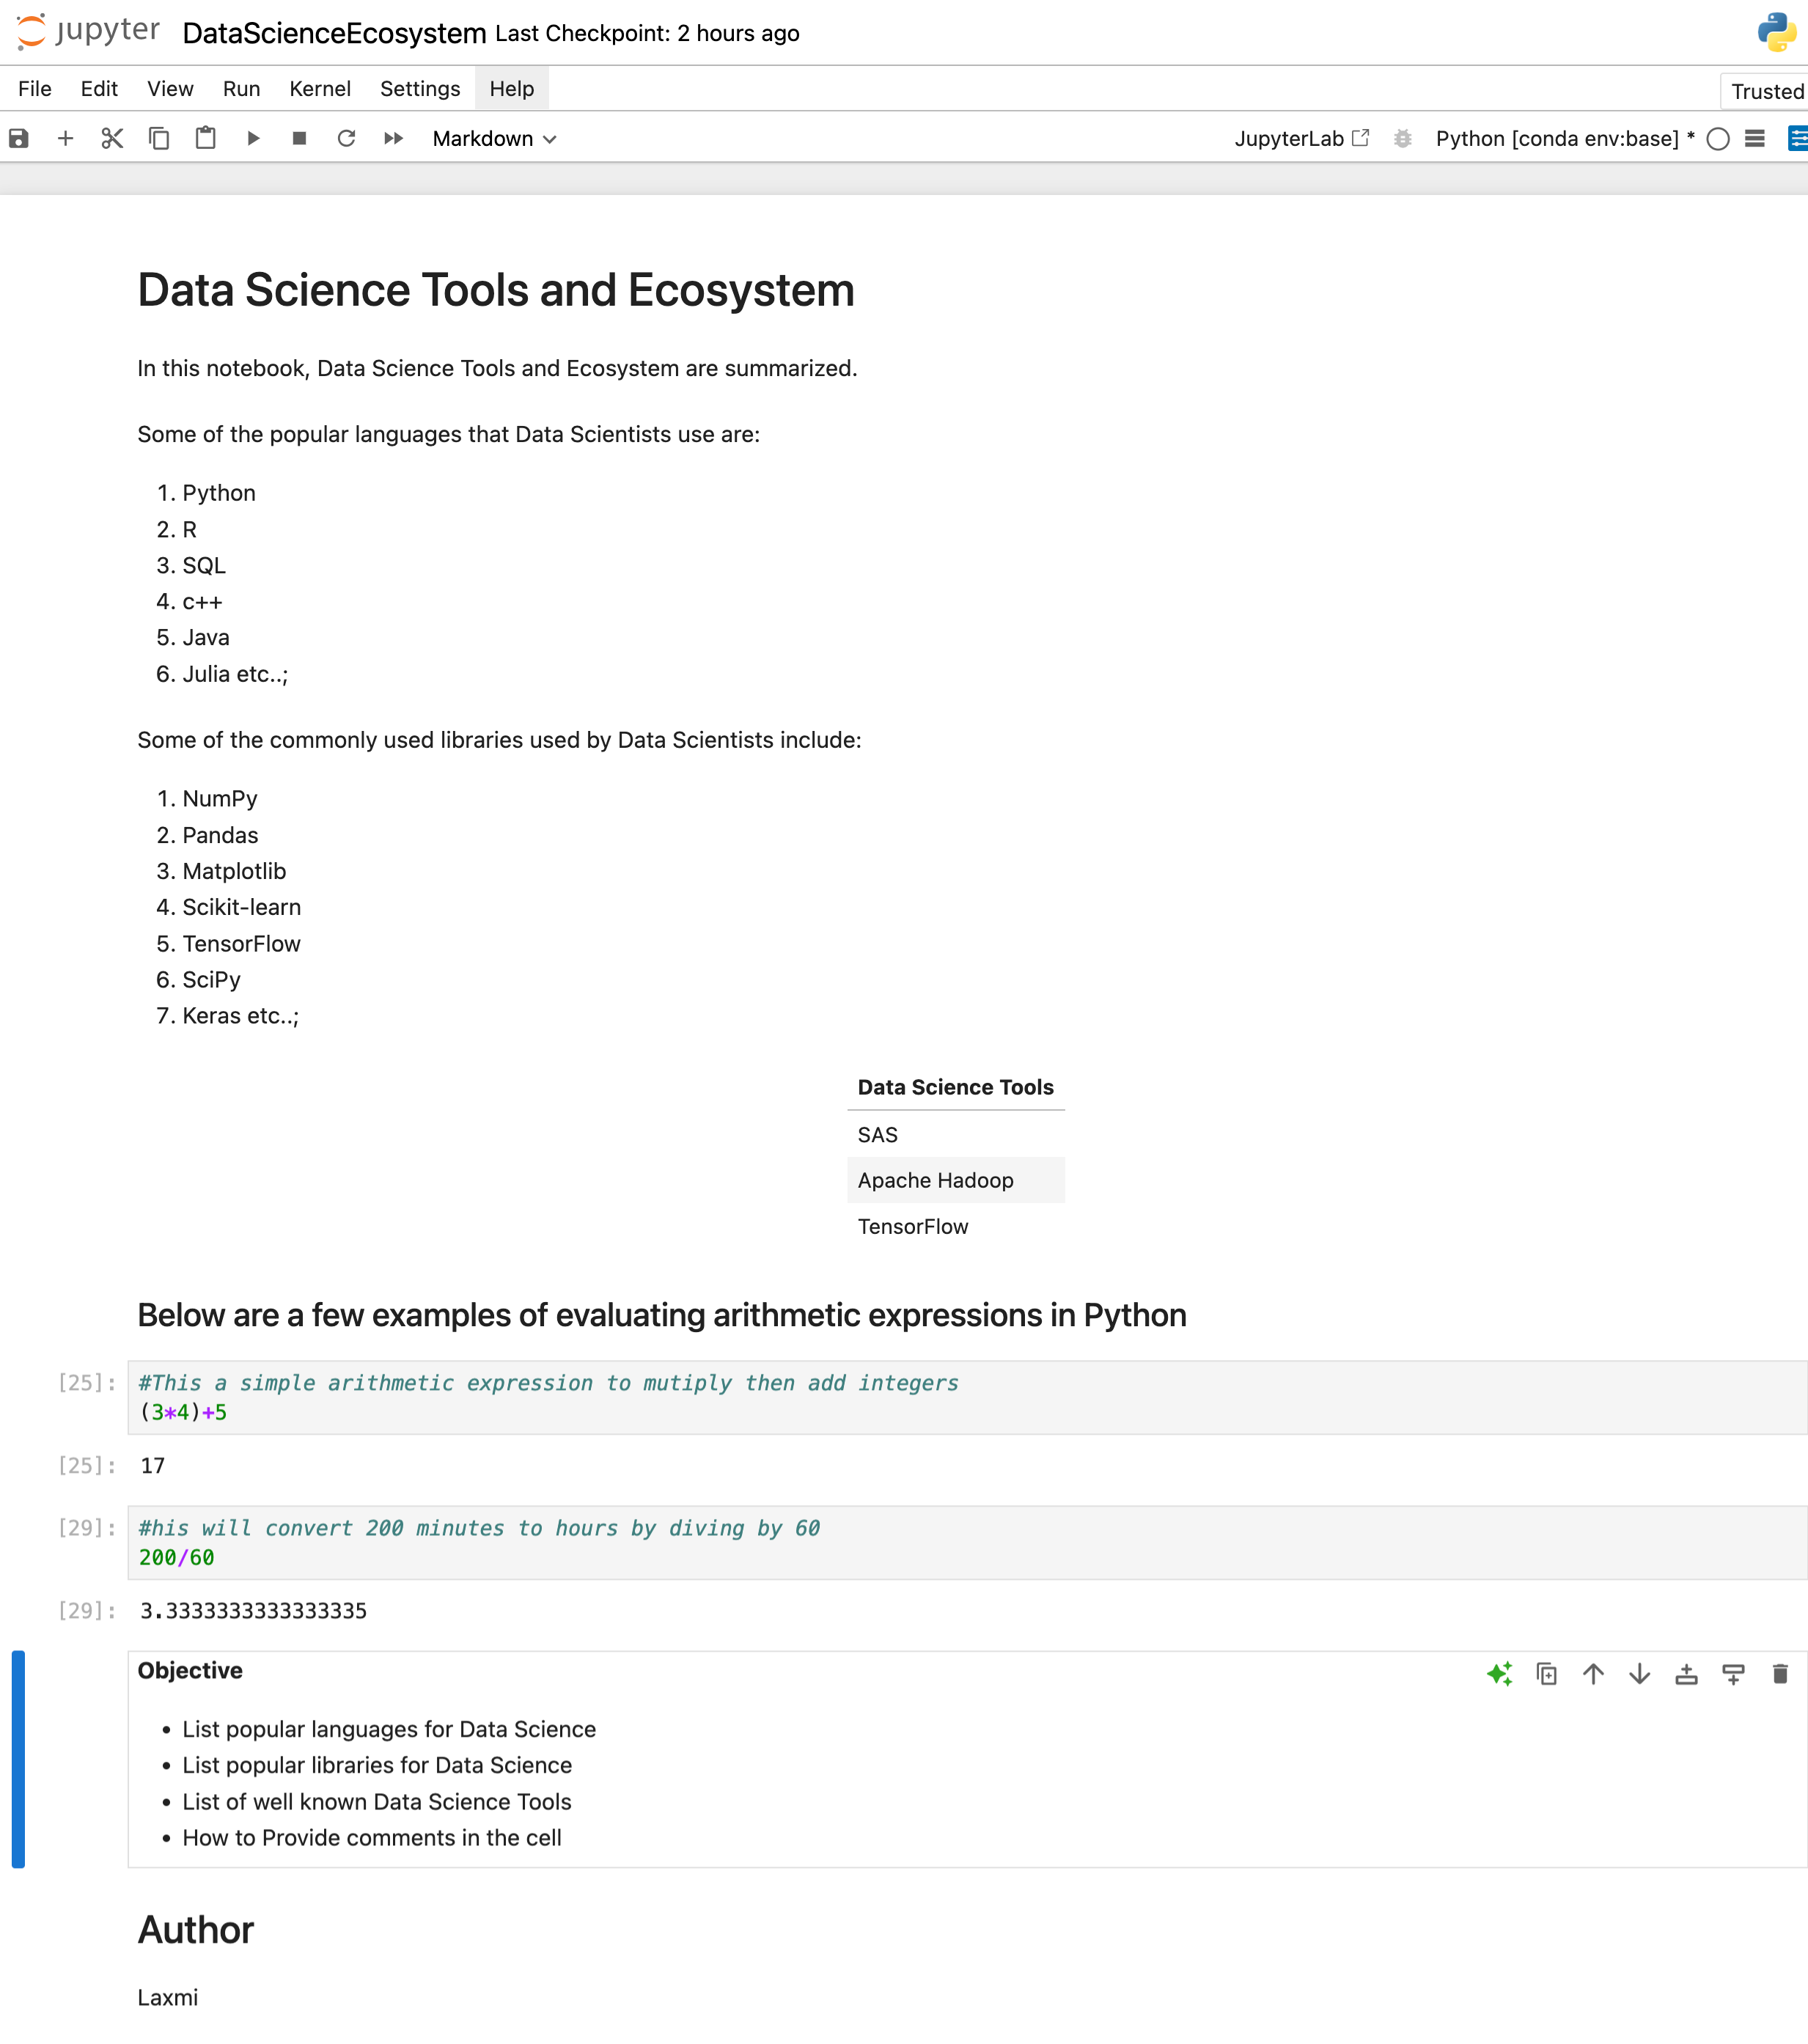 jupyter DataScienceEcosystem Last Checkpoint: 2 hours ago
File Edit View Run Kernel Settings Help Trusted
Markdown JupyterLab Python [conda env:base] *
Data Science Tools and Ecosystem
In this notebook, Data Science Tools and Ecosystem are summarized.
Some of the popular languages that Data Scientists use are:
1. Python
2. R
3. SQL
4. c++
5. Java
6. Julia etc..;
Some of the commonly used libraries used by Data Scientists include:
1. NumPy
2. Pandas
3. Matplotlib
4. Scikit-learn
5. TensorFlow
6. SciPy
7. Keras etc..;
Data Science Tools
SAS
Apache Hadoop
TensorFlow
Below are a few examples of evaluating arithmetic expressions in Python
[25]: #This a simple arithmetic expression to mutiply then add integers
(3*4)+5
[25]: 17
[29]: #his will convert 200 minutes to hours by diving by 60
200/60
[29]: 3.3333333333333335
Objective
• List popular languages for Data Science
• List popular libraries for Data Science
• List of well known Data Science Tools
• How to Provide comments in the cell
Author
Laxmi